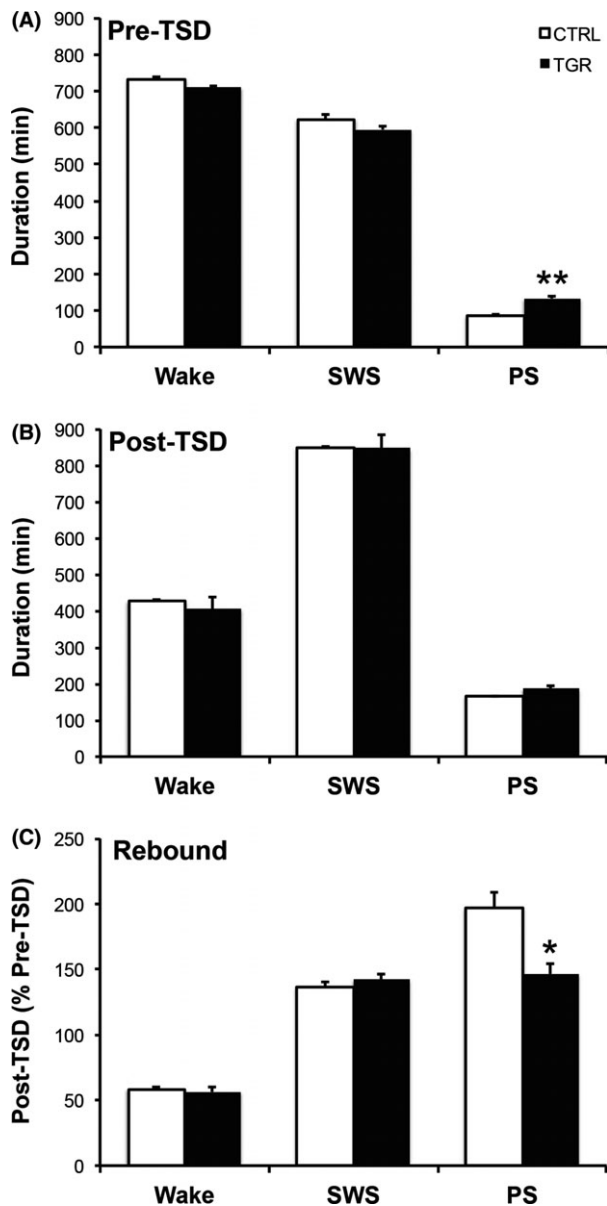 (A)
Pre-TSD
CTRL
TGR
Duration (min)
900
800
700
600
500
400
300
200
100
0
**
Wake SWS PS
(B)
Post-TSD
Duration (min)
900
800
700
600
500
400
300
200
100
0
Wake SWS PS
(C)
Rebound
Post-TSD (% Pre-TSD)
250
200
150
100
50
0
*
Wake SWS PS